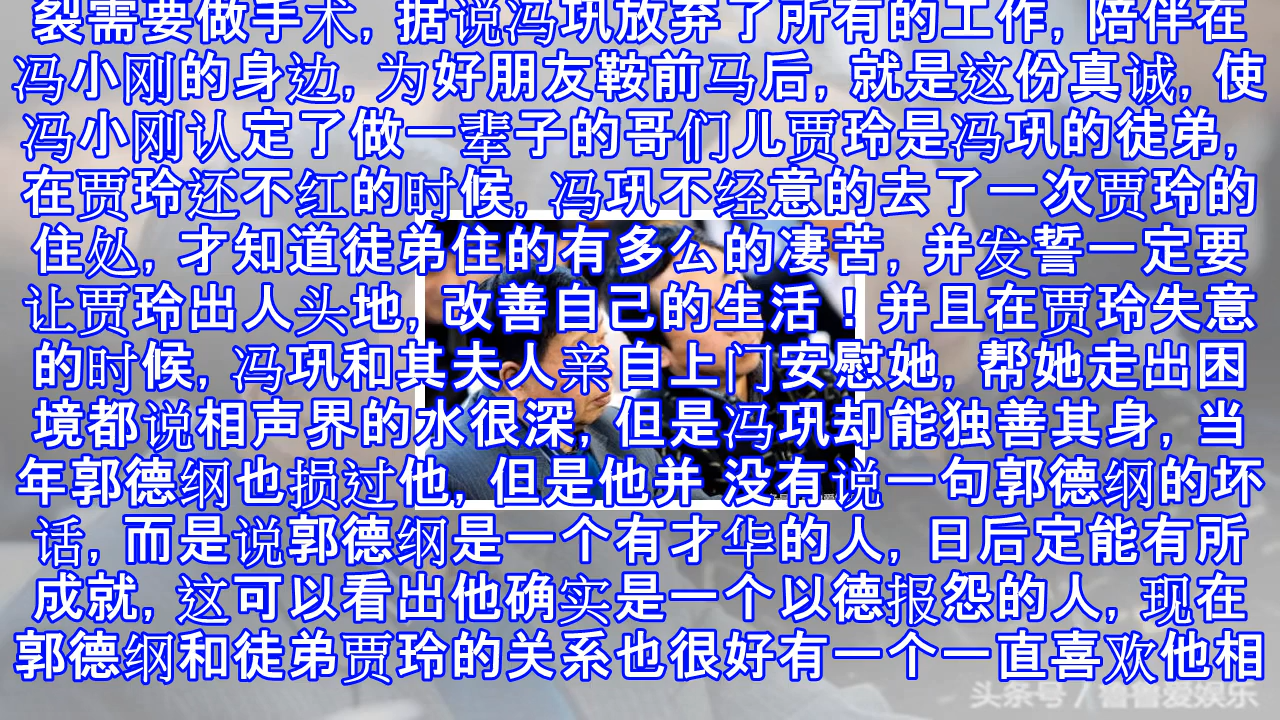 裂需要做手术, 据说冯巩放弃了所有的工作, 陪伴在
冯小刚的身边, 为好朋友鞍前马后, 就是这份真诚, 使
冯小刚认定了做一辈子的哥们儿贾玲是冯巩的徒弟,
在贾玲还不红的时候, 冯巩不经意的去了一次贾玲的
住处, 才知道徒弟住的有多么的凄苦, 并发誓一定要
让贾玲出人头地, 改善自己的生活！并且在贾玲失意
的时候, 冯巩和其夫人亲自上门安慰她, 帮她走出困
境都说相声界的水很深, 但是冯巩却能独善其身, 当
年郭德纲也损过他, 但是他并 没有说一句郭德纲的坏
话, 而是说郭德纲是一个有才华的人, 日后定能有所
成就, 这可以看出他确实是一个以德报怨的人, 现在
郭德纲和徒弟贾玲的关系也很好有一个一直喜欢他相
头条号 / 鲁鲁爱娱乐